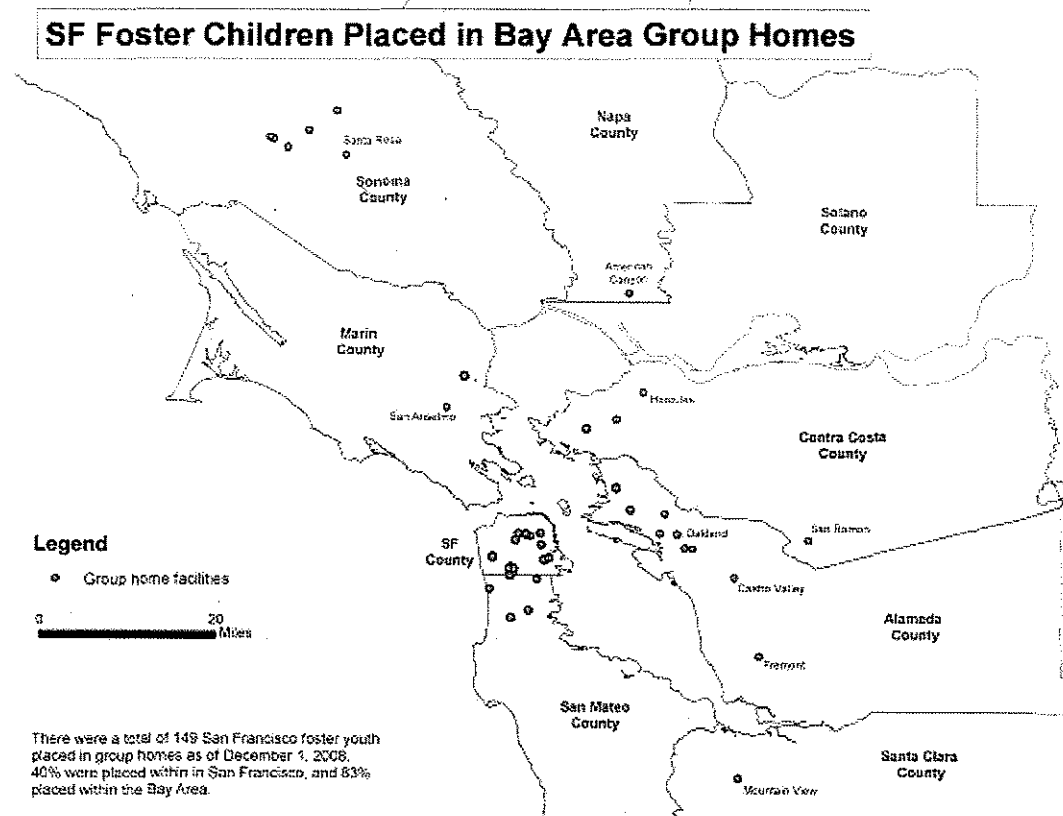 SF Foster Children Placed in Bay Area Group Homes
Napa
County
Santa Rosa
Sonoma
County
Solano
County
American
Canyon
Marin
County
San Anselmo
Hercules
Contra Costa
County
Legend
Group home facilities
0 20
Miles
SF
County
Oakland
San Ramon
Castro Valley
Alameda
County
Fremont
San Mateo
County
Santa Clara
County
Mountain View
There were a total of 149 San Francisco foster youth
placed in group homes as of December 1, 2008.
40% were placed within in San Francisco, and 83%
placed within the Bay Area.